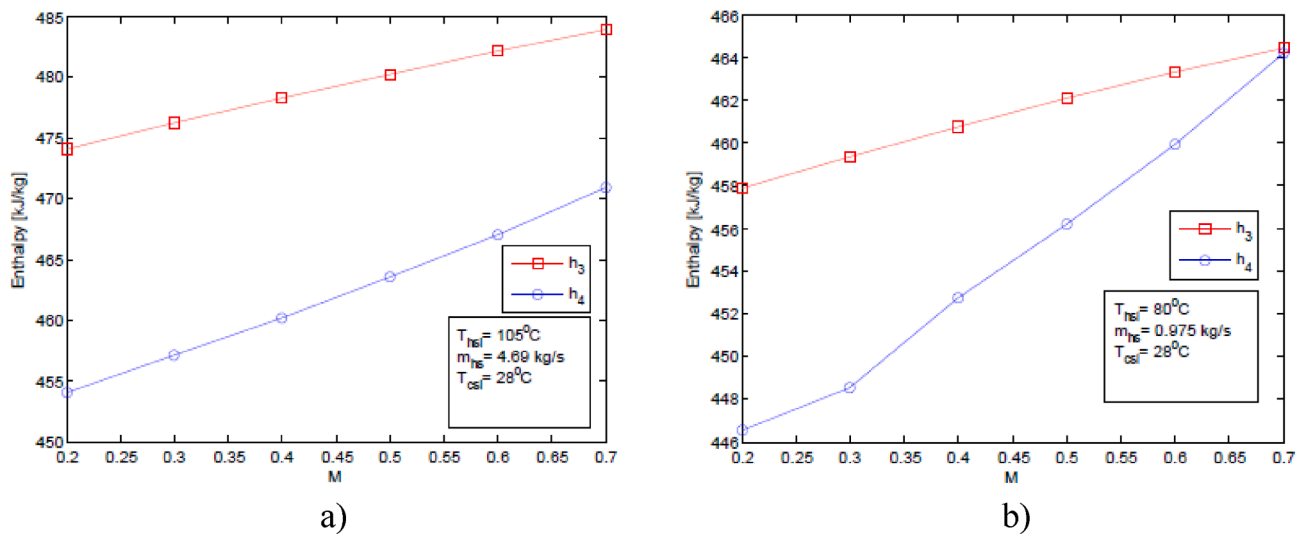 485
480
475
470
465
460
455
450
Enthalpy [kJ/kg]
h3
h4
Thsi= 105⁰C
mhs= 4.69 kg/s
Tcsi= 28⁰C
0.2 0.25 0.3 0.35 0.4 0.45 0.5 0.55 0.6 0.65 0.7
M
a)
466
464
462
460
458
456
454
452
450
448
446
Enthalpy [kJ/kg]
h3
h4
Thsi= 80⁰C
mhs= 0.975 kg/s
Tcsi= 28⁰C
0.2 0.25 0.3 0.35 0.4 0.45 0.5 0.55 0.6 0.65 0.7
M
b)